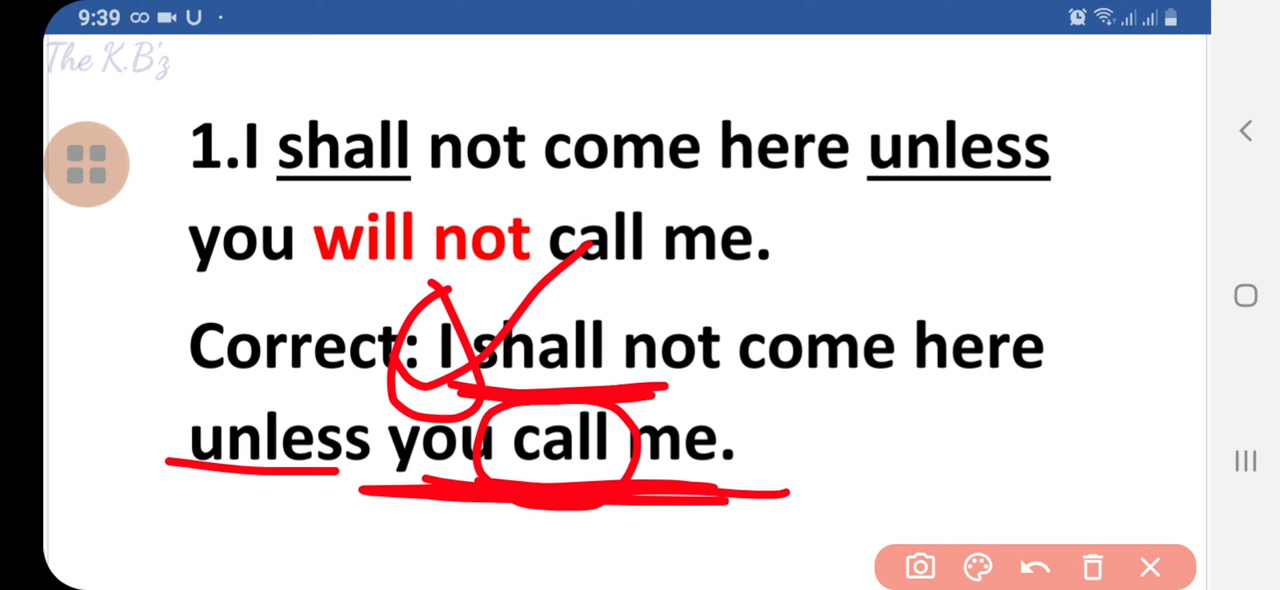 9:39
The K.B'z
1.I shall not come here unless
you will not call me.
Correct: I shall not come here
unless you call me.